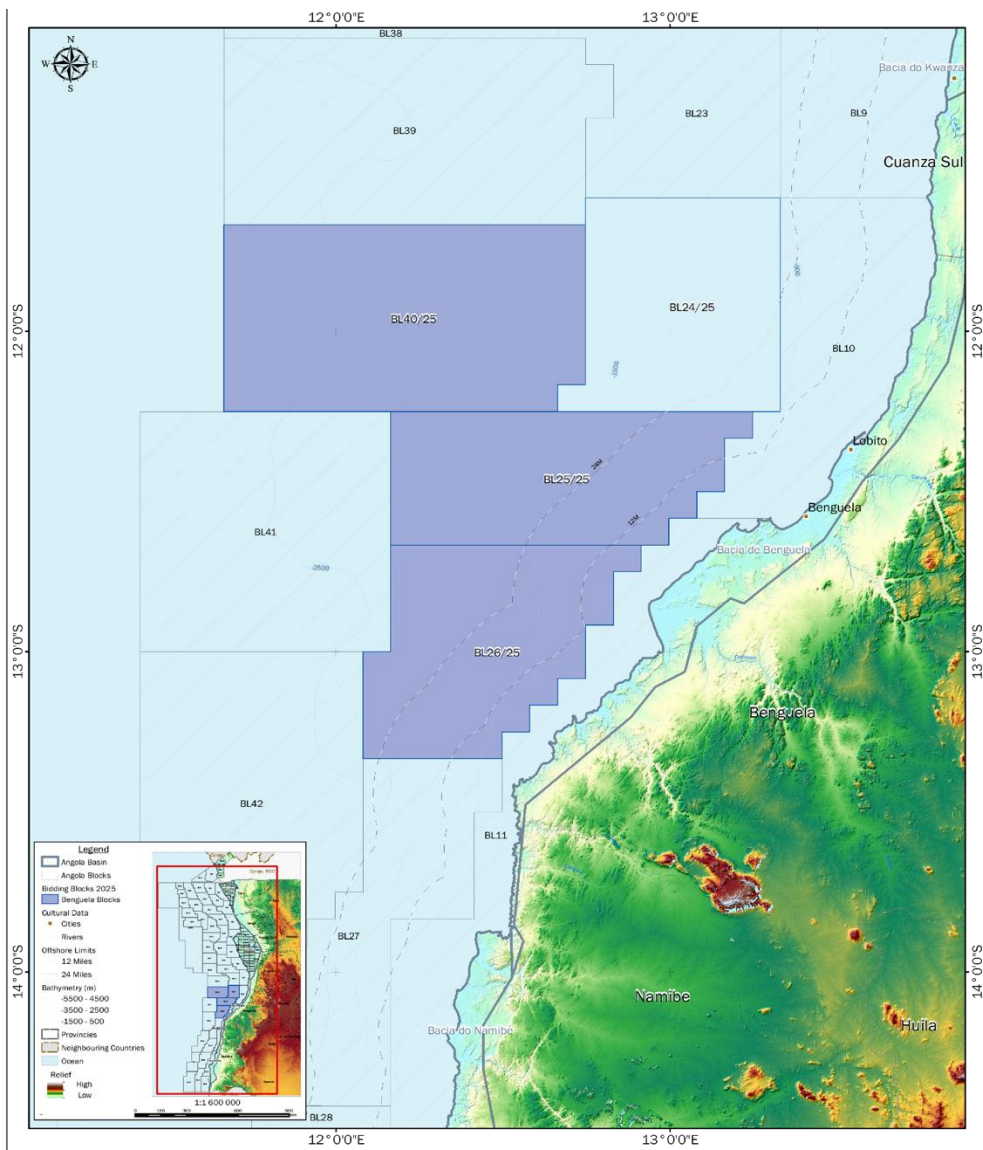 12°0'0"E 13°0'0"E
BL38
N
W E
S
Bacia do Kwanza
BL39
BL23
BL9
Cuanza Sul
BL40/25
BL24/25
12°0'0"S
12°0'0"S
BL10
-1500
Lobito
24M
BL25/25
12M
Benguela
BL41
Bacia de Benguela
-2500
13°0'0"S
13°0'0"S
BL26/25
Benguela
BL42
BL11
Legend
Angola Basin
Angola Blocks
Bidding Blocks 2025
Benguela Blocks
Cultural Data
Cities
Rivers
Offshore Limits
12 Miles
24 Miles
Bathymetry (m)
-5500 - 4500
-3500 - 2500
-1500 - 500
Provinces
Neighbouring Countries
Ocean
Relief
High
Low
1:1 600 000
BL27
14°0'0"S
14°0'0"S
Namibe
Bacia do Namibe
Huila
BL28
12°0'0"E 13°0'0"E